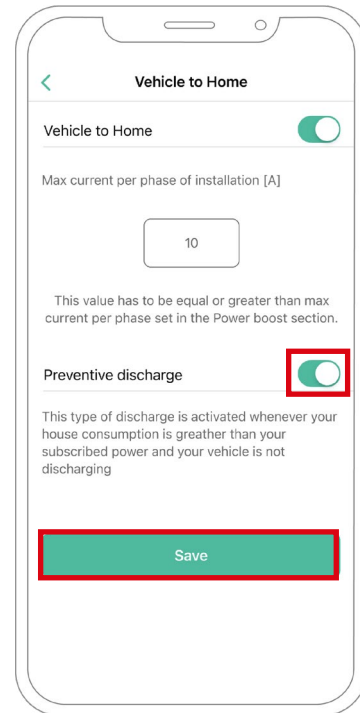 Vehicle to Home
Vehicle to Home
Max current per phase of installation [A]
10
This value has to be equal or greater than max
current per phase set in the Power boost section.
Preventive discharge
This type of discharge is activated whenever your
house consumption is greather than your
subscribed power and your vehicle is not
discharging
Save